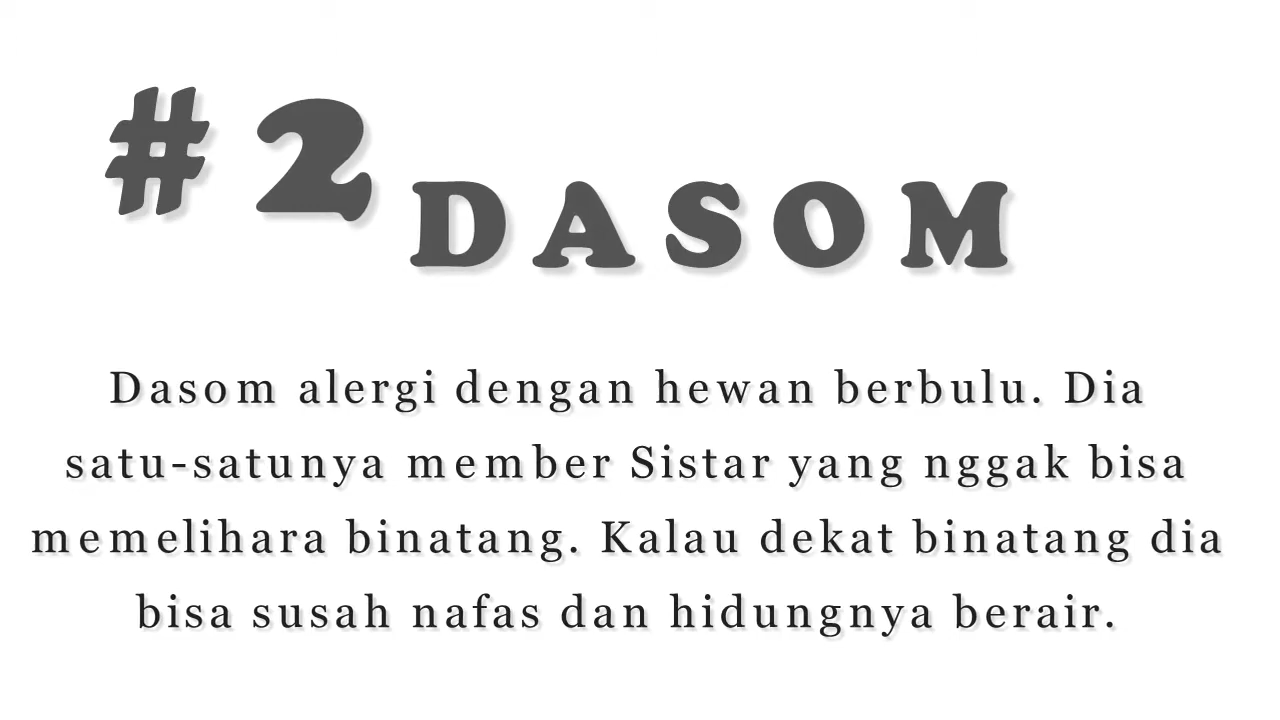 #2 DASOM
Dasom alergi dengan hewan berbulu. Dia
satu-satunya member Sistar yang nggak bisa
memelihara binatang. Kalau dekat binatang dia
bisa susah nafas dan hidungnya berair.